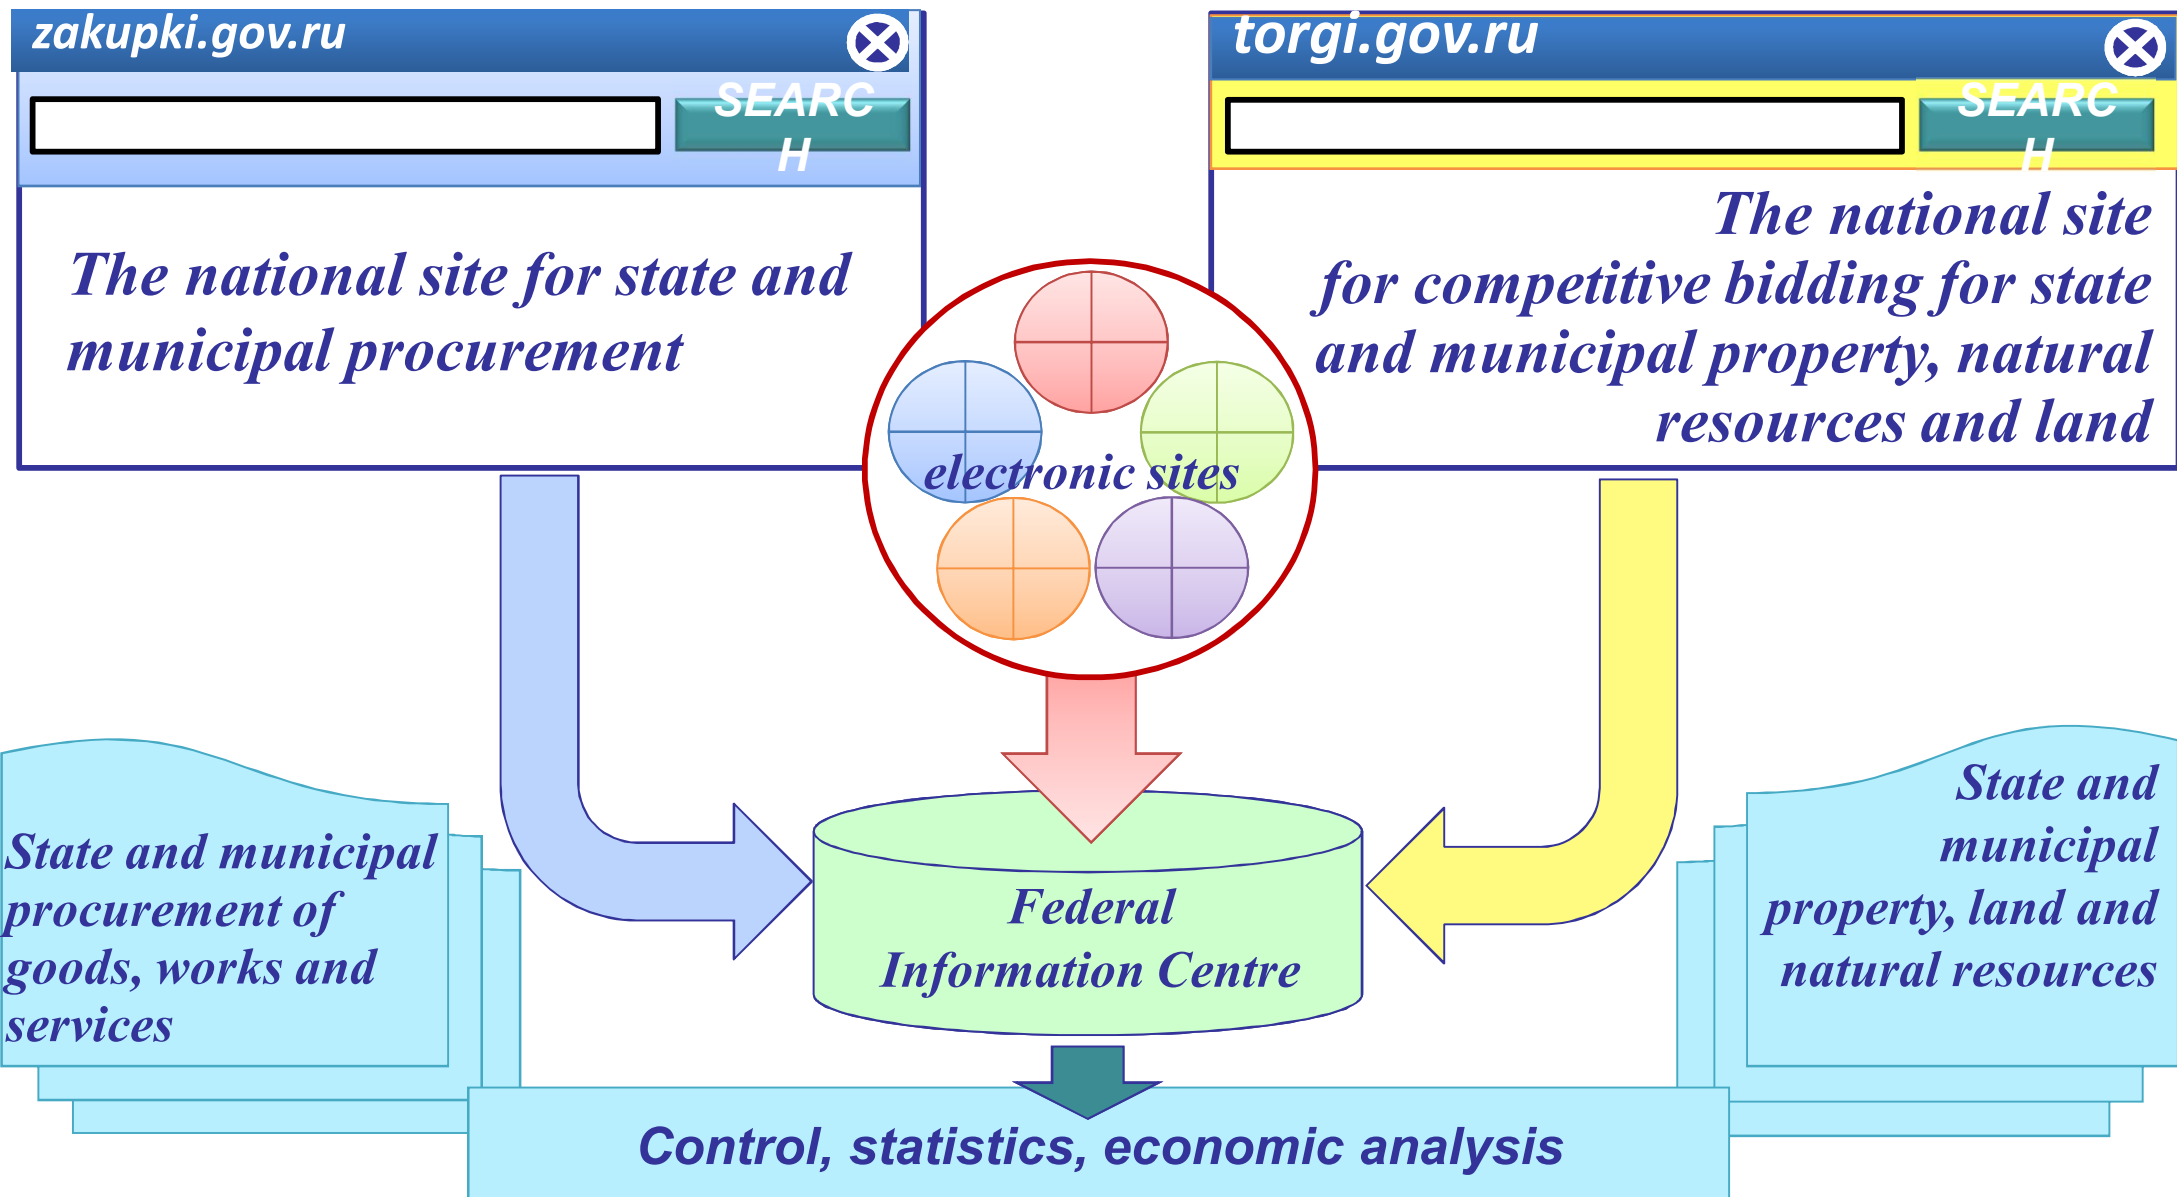 zakupki.gov.ru
SEARC
H
The national site for state and
municipal procurement
torgi.gov.ru
SEARC
H
The national site
for competitive bidding for state
and municipal property, natural
resources and land
electronic sites
State and municipal
procurement of
goods, works and
services
Federal
Information Centre
State and
municipal
property, land and
natural resources
Control, statistics, economic analysis